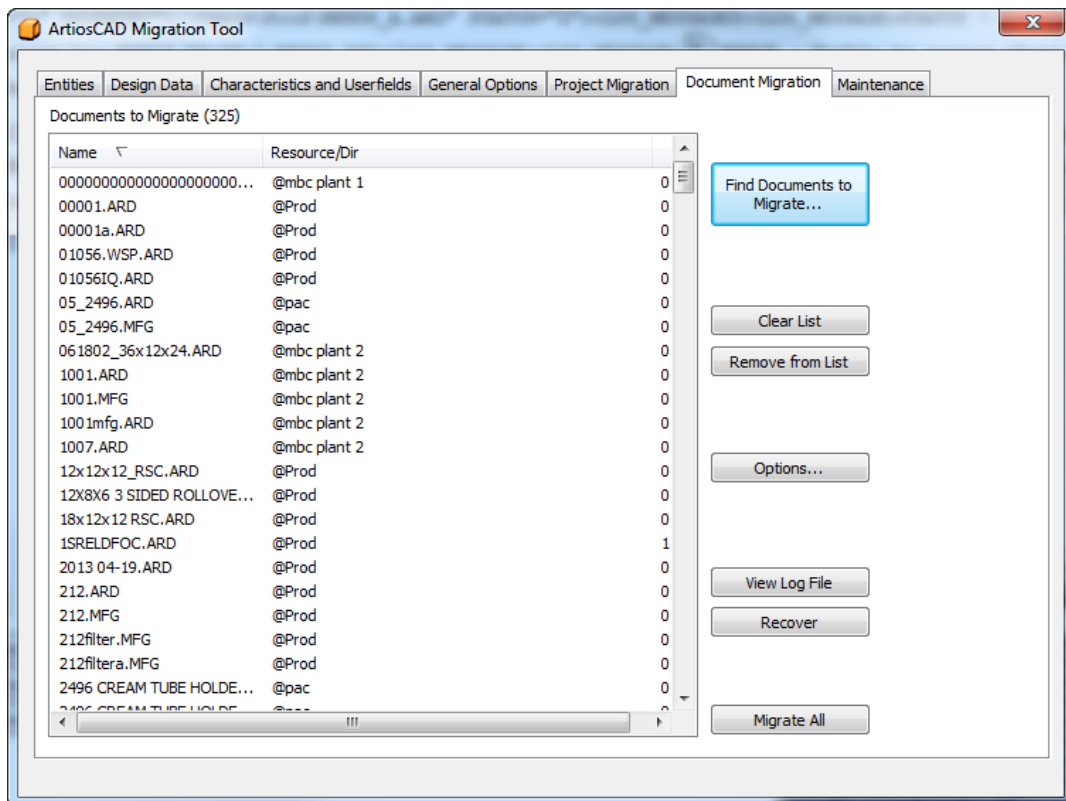 ArtiosCAD Migration Tool
Entities Design Data Characteristics and Userfields General Options Project Migration Document Migration Maintenance
Documents to Migrate (325)
Name Resource/Dir
000000000000000000000... @mbc plant 1 0
00001.ARD @Prod 0
00001a.ARD @Prod 0
01056.WSP.ARD @Prod 0
01056IQ.ARD @Prod 0
05_2496.ARD @pac 0
05_2496.MFG @pac 0
061802_36x12x24.ARD @mbc plant 2 0
1001.ARD @mbc plant 2 0
1001.MFG @mbc plant 2 0
1001mfg.ARD @mbc plant 2 0
1007.ARD @mbc plant 2 0
12x12x12_RSC.ARD @Prod 0
12X8X6 3 SIDED ROLLOVE... @Prod 0
18x12x12 RSC.ARD @Prod 0
1SRELDFOC.ARD @Prod 1
2013 04-19.ARD @Prod 0
212.ARD @Prod 0
212.MFG @Prod 0
212filter.MFG @Prod 0
212filtera.MFG @Prod 0
2496 CREAM TUBE HOLDE... @pac 0
Find Documents to
Migrate...
Clear List
Remove from List
Options...
View Log File
Recover
Migrate All